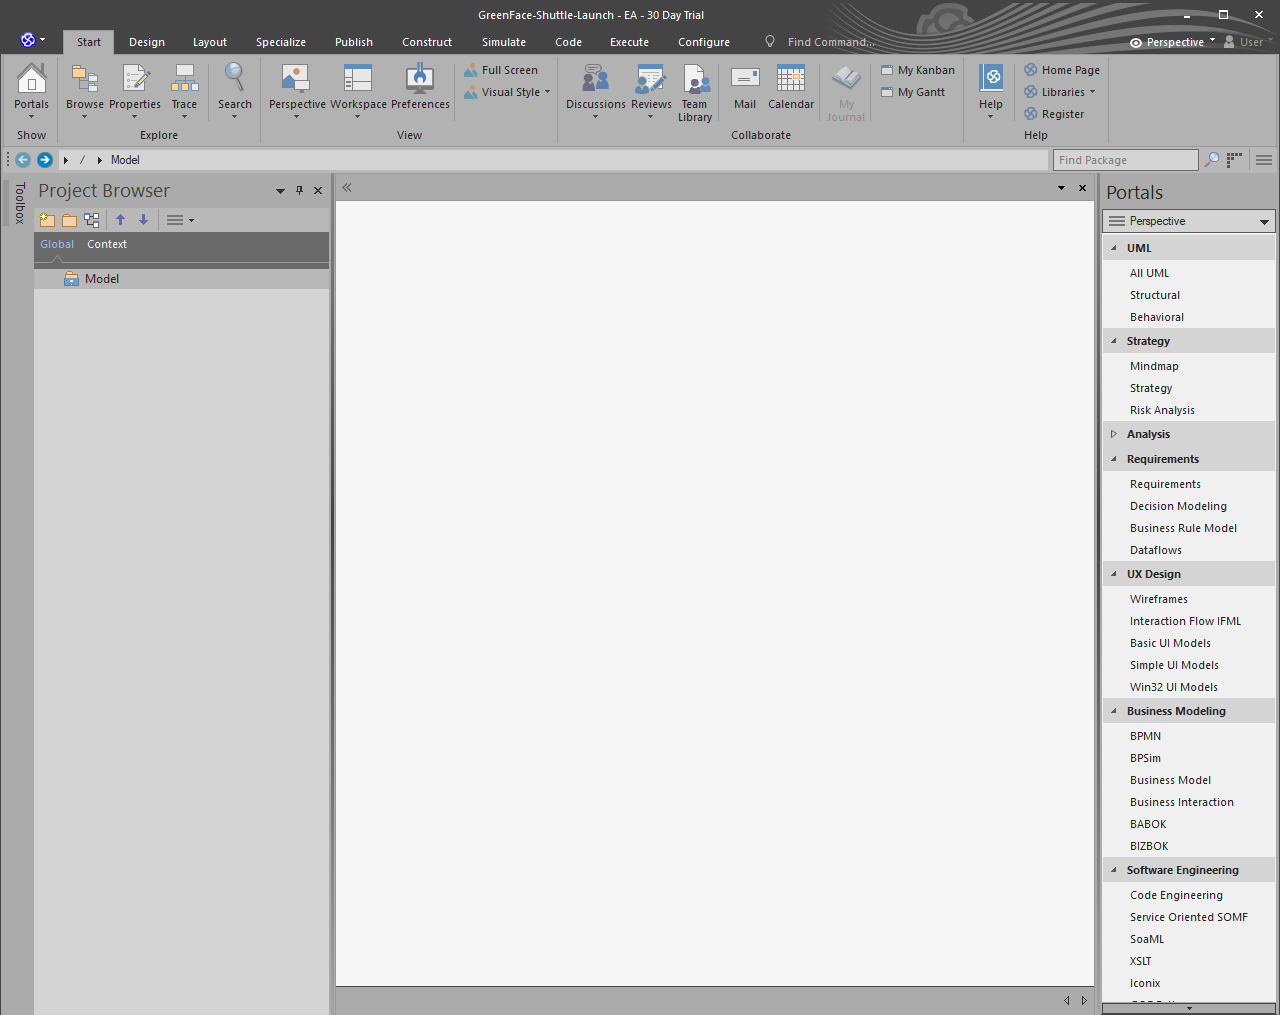 GreenFace-Shuttle-Launch - EA - 30 Day Trial
Start Design Layout Specialize Publish Construct Simulate Code Execute Configure Find Command... Perspective User
Portals Browse Properties Trace Search Perspective Workspace Preferences Full Screen Visual Style Discussions Reviews Team Library Mail Calendar My Journal My Kanban My Gantt Help Home Page Libraries Register
Show Explore View Collaborate Help
/ Model Find Package
Toolbox
Project Browser
Global Context
Model
Portals
Perspective
UML
All UML
Structural
Behavioral
Strategy
Mindmap
Strategy
Risk Analysis
Analysis
Requirements
Requirements
Decision Modeling
Business Rule Model
Dataflows
UX Design
Wireframes
Interaction Flow IFML
Basic UI Models
Simple UI Models
Win32 UI Models
Business Modeling
BPMN
BPSim
Business Model
Business Interaction
BABOK
BIZBOK
Software Engineering
Code Engineering
Service Oriented SOMF
SoaML
XSLT
Iconix